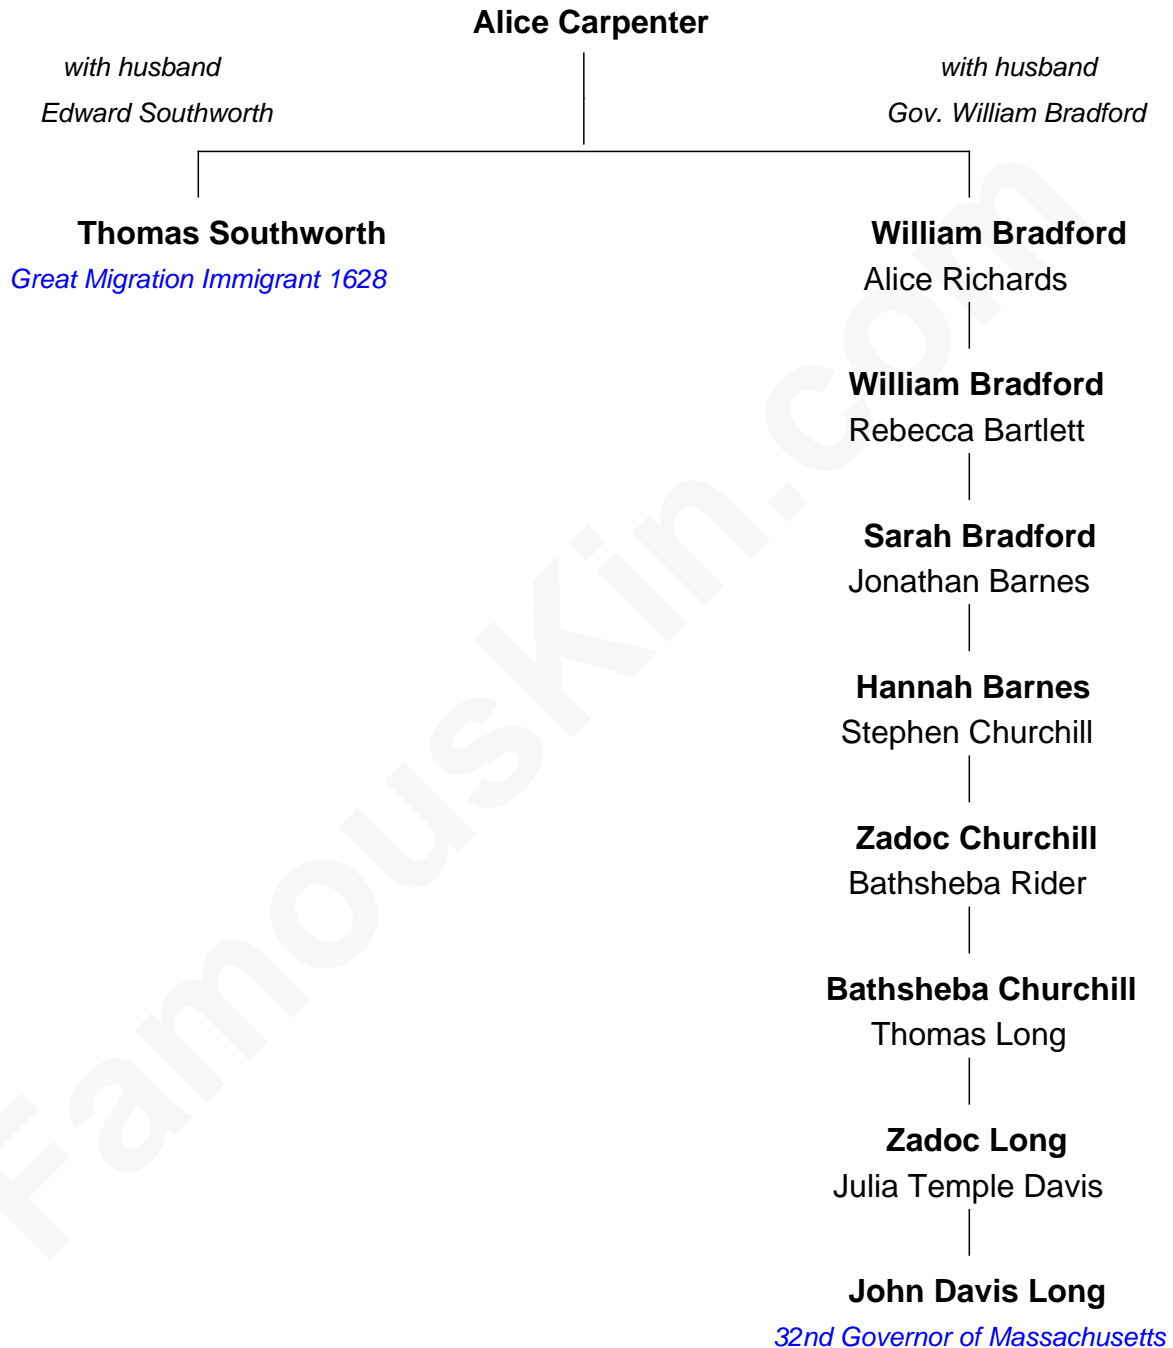 Alice Carpenter
with husband
Edward Southworth
with husband
Gov. William Bradford
Thomas Southworth
Great Migration Immigrant 1628
William Bradford
Alice Richards
William Bradford
Rebecca Bartlett
Sarah Bradford
Jonathan Barnes
Hannah Barnes
Stephen Churchill
Zadoc Churchill
Bathsheba Rider
Bathsheba Churchill
Thomas Long
Zadoc Long
Julia Temple Davis
John Davis Long
32nd Governor of Massachusetts
FamousKin.com